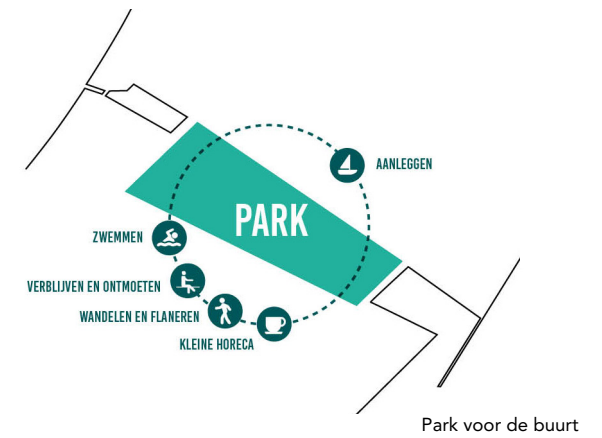 AANLEGGEN
PARK
ZWEMMEN
VERBLIJVEN EN ONTMOETEN
WANDELEN EN FLANEREN
KLEINE HORECA
Park voor de buurt